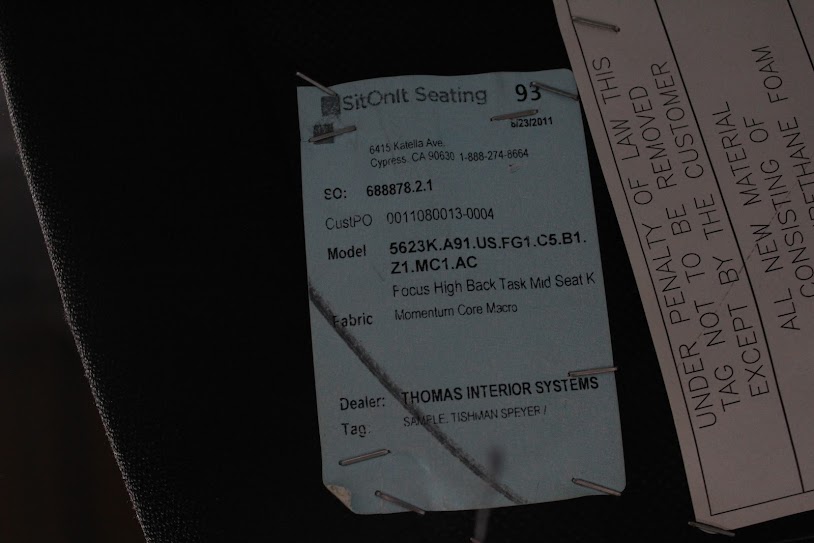 SitOnIt Seating 93
6/23/2011
6415 Katella Ave.
Cypress, CA 90630 1-888-274-8664
SO: 688878.2.1
CustPO 0011080013-0004
Model 5623K.A91.US.FG1.C5.B1.
Z1.MC1.AC
Focus High Back Task Mid Seat K
Fabric Momentum Core Macro
Dealer: THOMAS INTERIOR SYSTEMS
Tag: SAMPLE: TISHMAN SPEYER /
UNDER PENALTY OF LAW THIS
TAG NOT TO BE REMOVED
EXCEPT BY THE CUSTOMER
ALL NEW MATERIAL
CONSISTING OF
FOAM